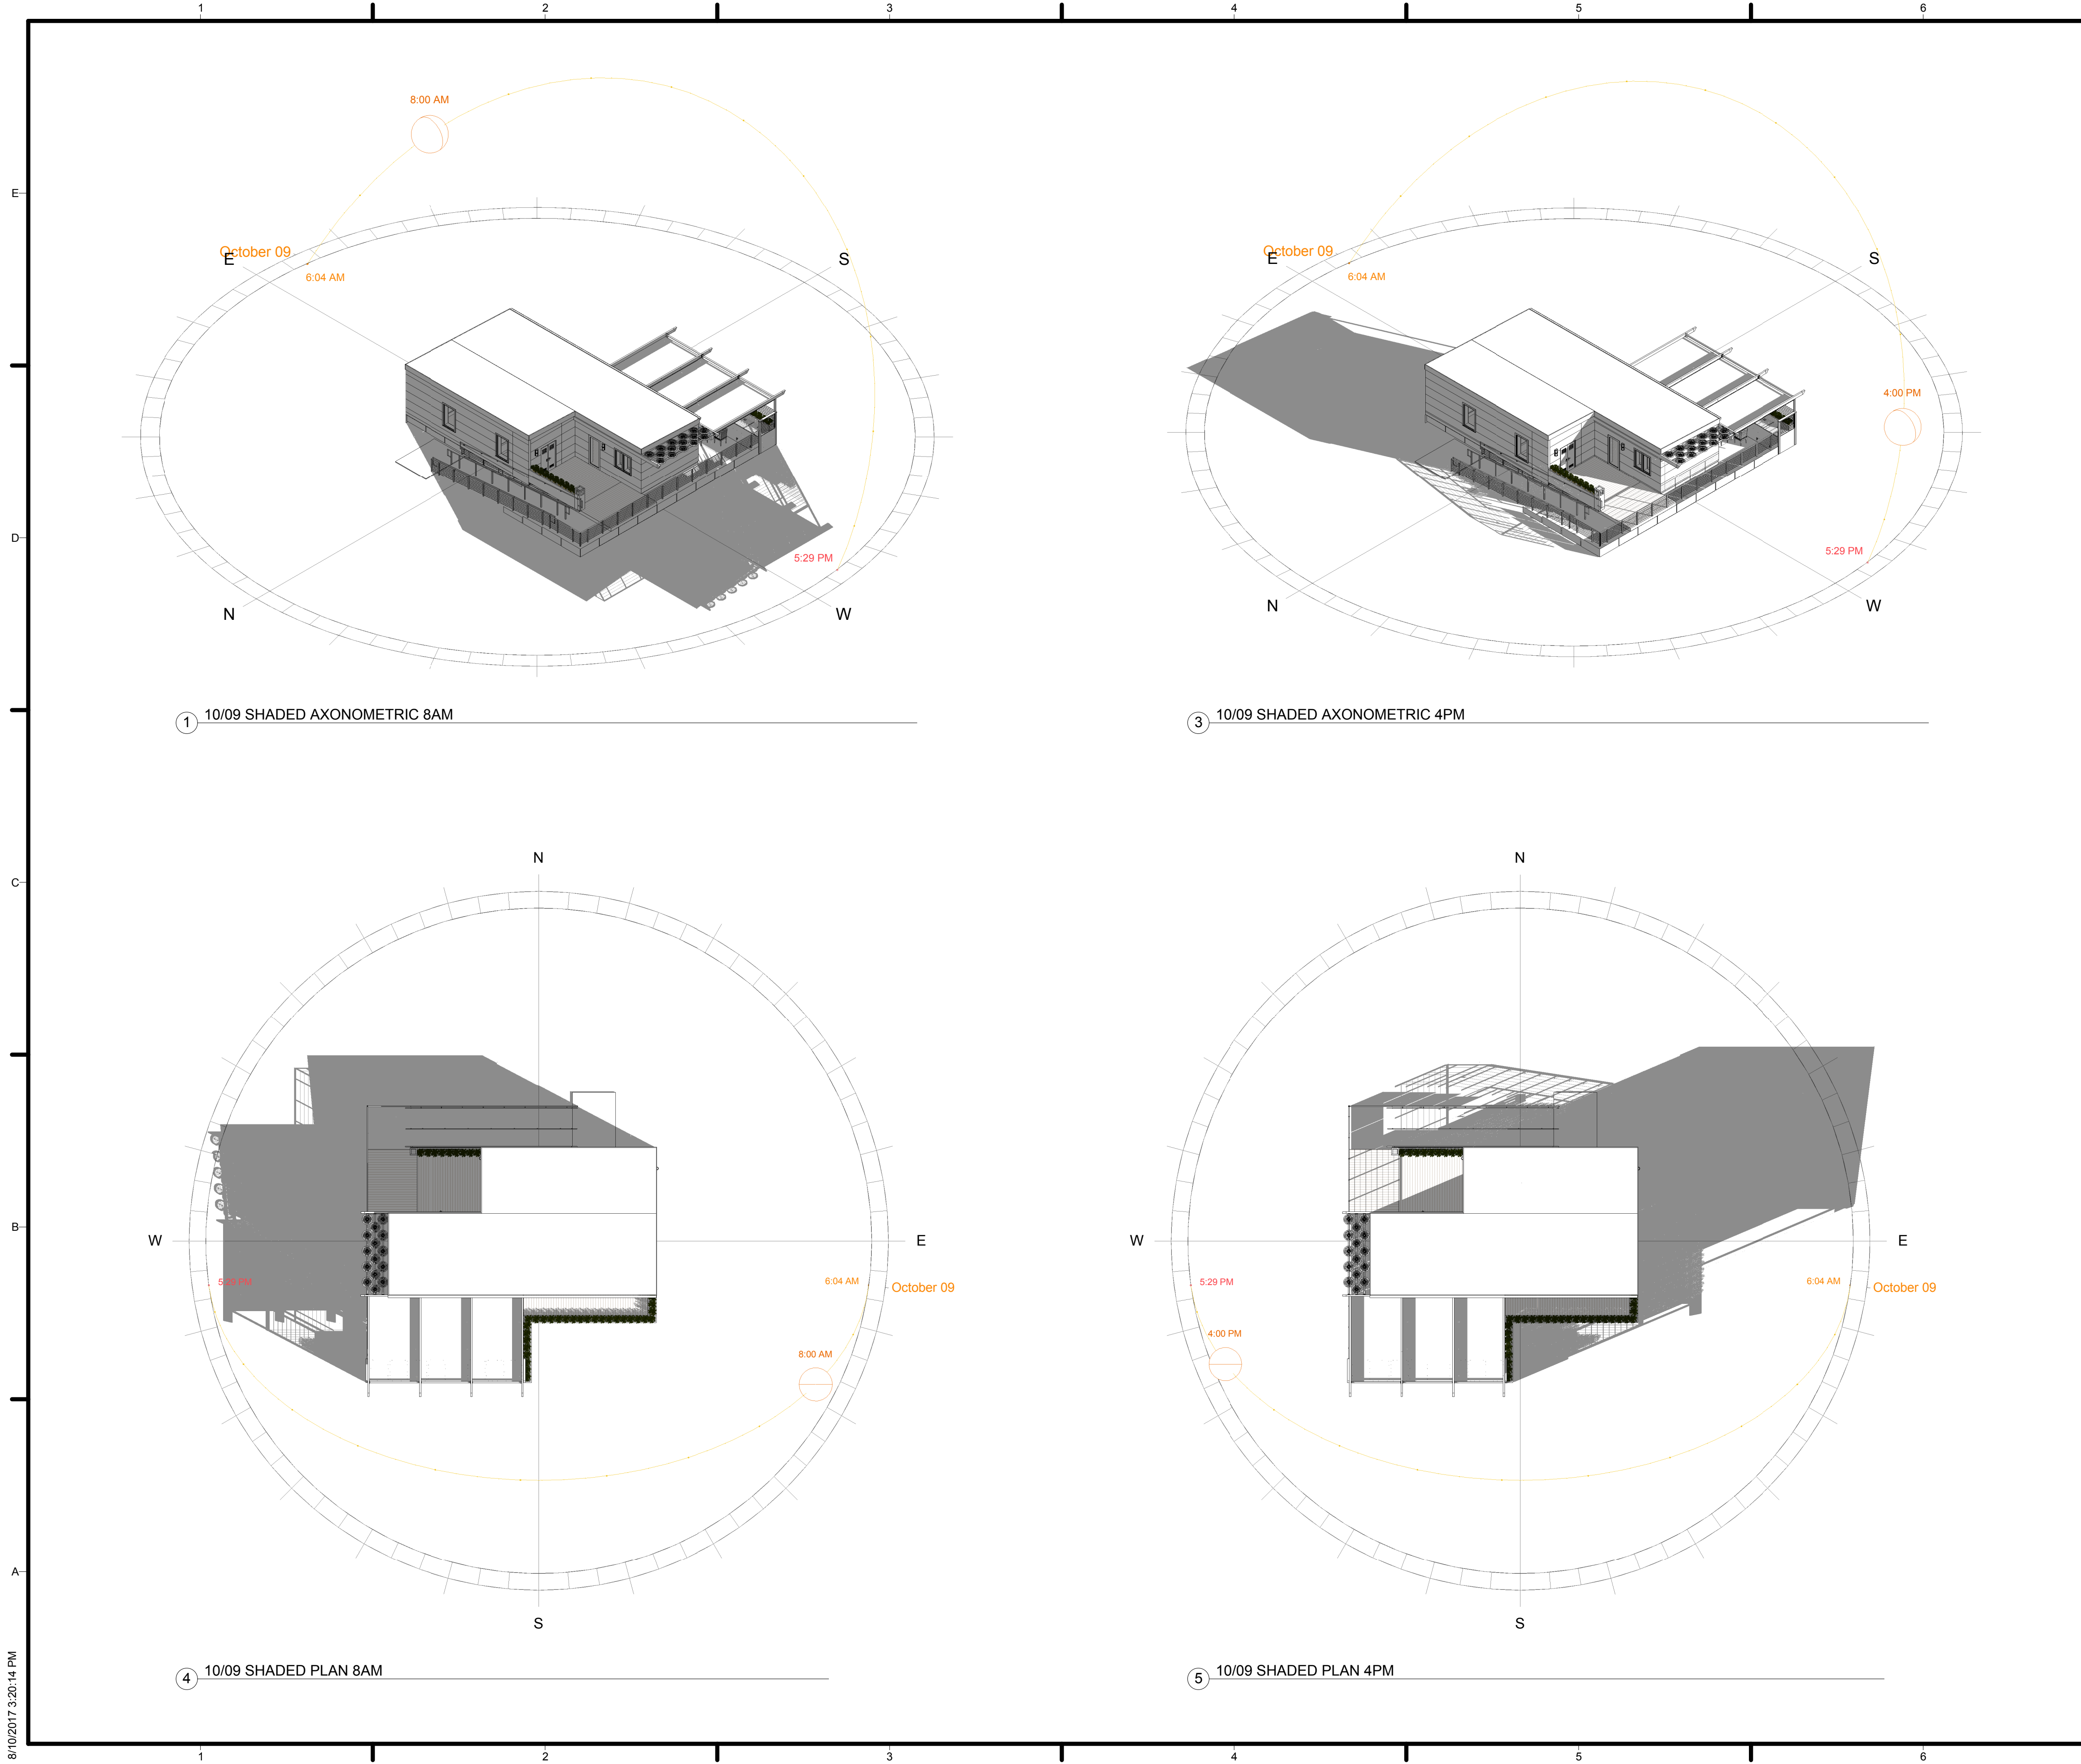 1 2 3 4 5 6
8:00 AM
October 09
E
6:04 AM
S
5:29 PM
N
W
1 10/09 SHADED AXONOMETRIC 8AM
October 09
E
6:04 AM
S
4:00 PM
5:29 PM
N
W
3 10/09 SHADED AXONOMETRIC 4PM
N
W
E
5:29 PM
6:04 AM
October 09
8:00 AM
S
4 10/09 SHADED PLAN 8AM
N
W
E
5:29 PM
6:04 AM
October 09
4:00 PM
S
5 10/09 SHADED PLAN 4PM
E
D
C
B
A
8/10/2017 3:20:14 PM
1 2 3 4 5 6